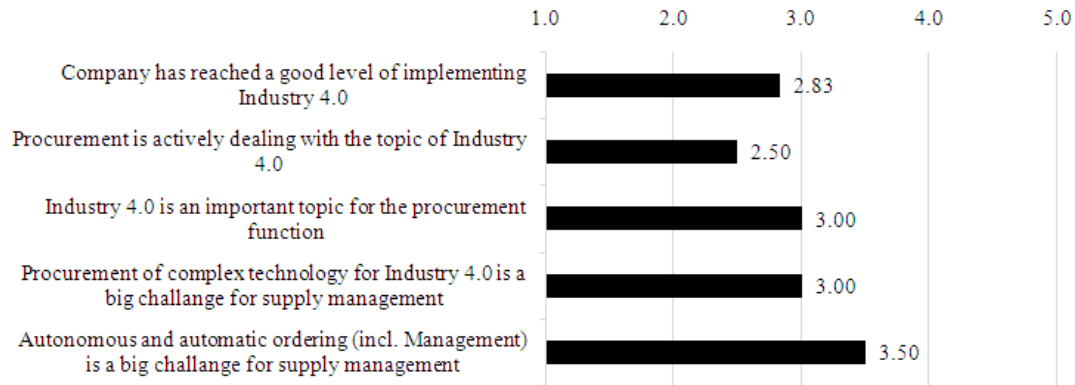 1.0 2.0 3.0 4.0 5.0
Company has reached a good level of implementing
Industry 4.0
2.83
Procurement is actively dealing with the topic of Industry
4.0
2.50
Industry 4.0 is an important topic for the procurement
function
3.00
Procurement of complex technology for Industry 4.0 is a
big challange for supply management
3.00
Autonomous and automatic ordering (incl. Management)
is a big challange for supply management
3.50